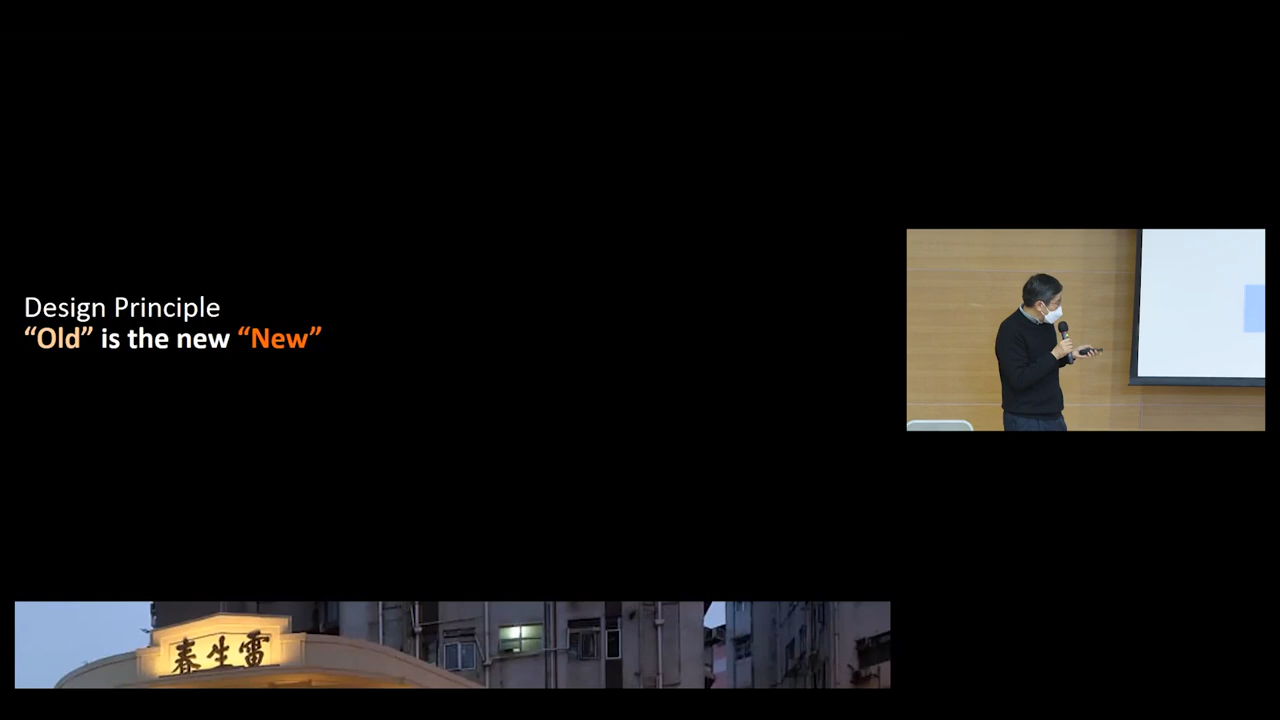 Design Principle
“Old” is the new “New”
春生雷